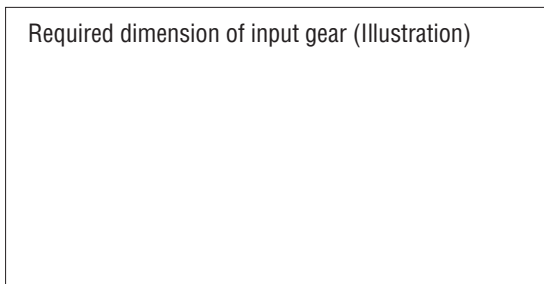 Required dimension of input gear (Illustration)